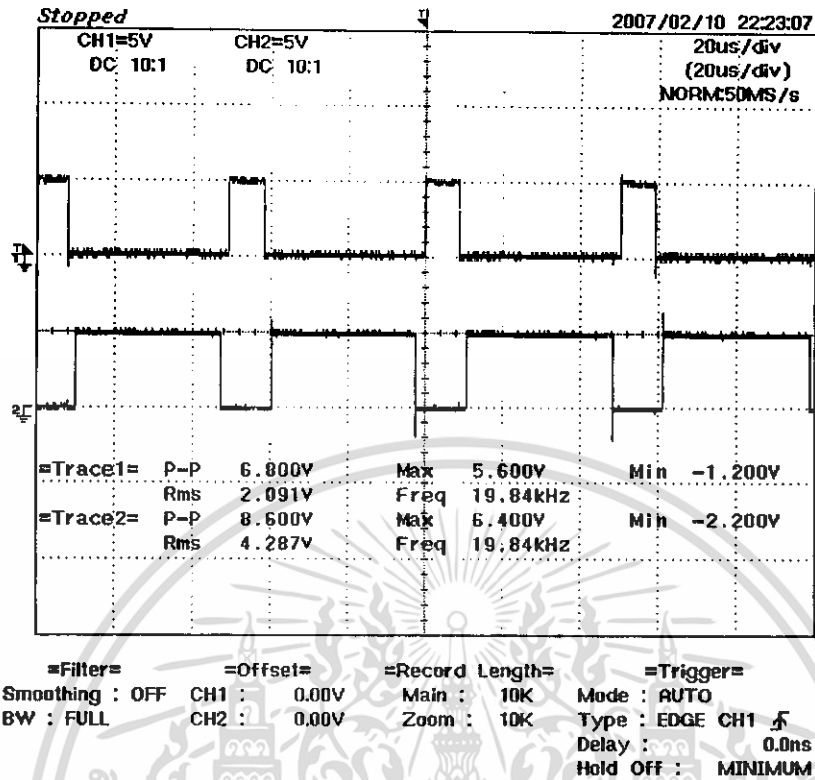 Stopped 2007/02/10 22:23:07
CH1=5V CH2=5V 20us/div
DC 10:1 DC 10:1 (20us/div)
NORM:50MS/s
=Trace1= P-P 6.800V Max 5.600V Min -1.200V
Rms 2.091V Freq 19.84kHz
=Trace2= P-P 8.600V Max 6.400V Min -2.200V
Rms 4.287V Freq 19.84kHz
=Filter= =Offset= =Record Length= =Trigger=
Smoothing : OFF CH1 : 0.00V Main : 10K Mode : AUTO
BW : FULL CH2 : 0.00V Zoom : 10K Type : EDGE CH1
Delay : 0.0ns
Hold Off : MINIMUM